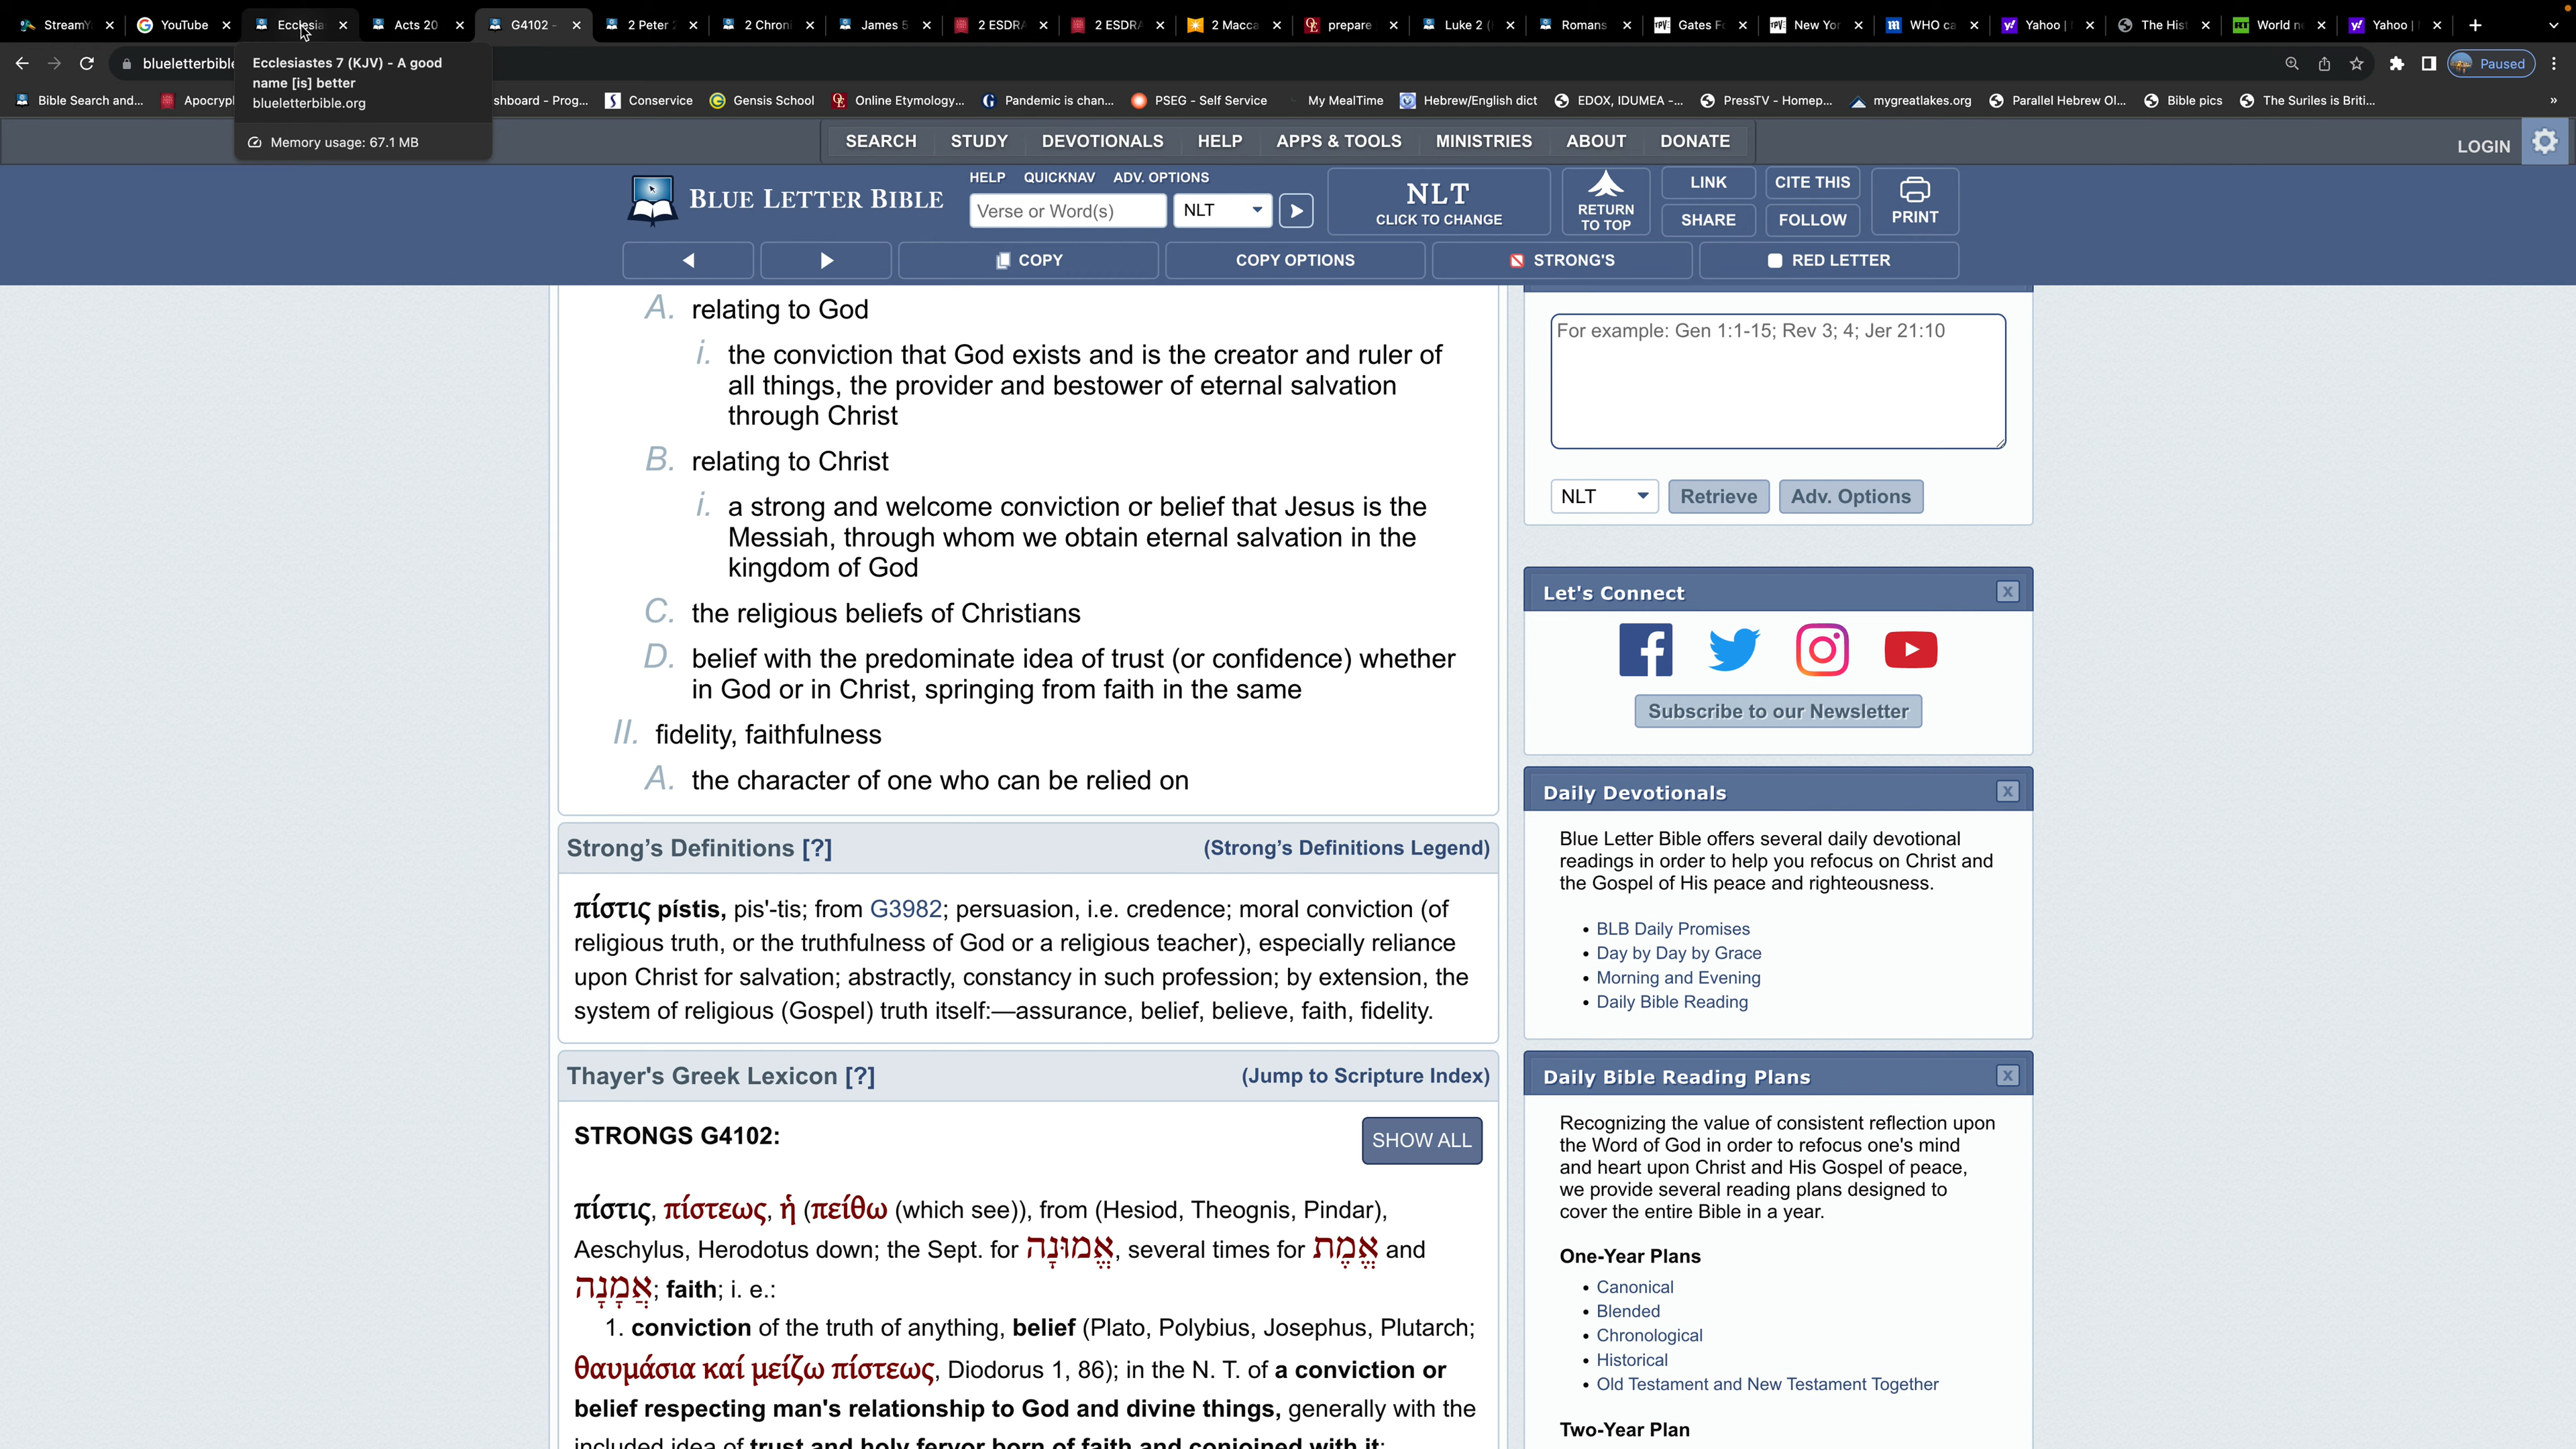 StreamY
YouTube
Ecclesia
Acts 20
G4102 -
2 Peter
2 Chroni
James 5
2 ESDRA
2 ESDRA
2 Macca
prepare
Luke 2 (
Romans
Gates Fo
New Yor
WHO ca
Yahoo |
The Hist
World n
Yahoo |
blueletterbible
Paused
Ecclesiastes 7 (KJV) - A good
name [is] better
blueletterbible.org
Memory usage: 67.1 MB
Bible Search and...
Apocryp
shboard - Prog...
Conservice
Gensis School
Online Etymology...
Pandemic is chan...
PSEG - Self Service
My MealTime
Hebrew/English dict
EDOX, IDUMEA -...
PressTV - Homep...
mygreatlakes.org
Parallel Hebrew Ol...
Bible pics
The Suriles is Briti...
»
SEARCH STUDY DEVOTIONALS HELP APPS & TOOLS MINISTRIES ABOUT DONATE
LOGIN
BLUE LETTER BIBLE
HELP QUICKNAV ADV. OPTIONS
Verse or Word(s)
NLT
NLT
CLICK TO CHANGE
RETURN
TO TOP
LINK
CITE THIS
SHARE
FOLLOW
PRINT
COPY
COPY OPTIONS
STRONG'S
RED LETTER
A. relating to God
i. the conviction that God exists and is the creator and ruler of
all things, the provider and bestower of eternal salvation
through Christ
B. relating to Christ
i. a strong and welcome conviction or belief that Jesus is the
Messiah, through whom we obtain eternal salvation in the
kingdom of God
C. the religious beliefs of Christians
D. belief with the predominate idea of trust (or confidence) whether
in God or in Christ, springing from faith in the same
II. fidelity, faithfulness
A. the character of one who can be relied on
Strong’s Definitions [?]
(Strong’s Definitions Legend)
πίστις pístis, pis'-tis; from G3982; persuasion, i.e. credence; moral conviction (of
religious truth, or the truthfulness of God or a religious teacher), especially reliance
upon Christ for salvation; abstractly, constancy in such profession; by extension, the
system of religious (Gospel) truth itself:—assurance, belief, believe, faith, fidelity.
Thayer's Greek Lexicon [?]
(Jump to Scripture Index)
STRONGS G4102:
SHOW ALL
πίστις, πίστεως, ἡ (πείθω (which see)), from (Hesiod, Theognis, Pindar),
Aeschylus, Herodotus down; the Sept. for אֱמוּנָה, several times for אֱמֶת and
אֲמָנָה; faith; i. e.:
1. conviction of the truth of anything, belief (Plato, Polybius, Josephus, Plutarch;
θαυμάσια καί μείζω πίστεως, Diodorus 1, 86); in the N. T. of a conviction or
belief respecting man's relationship to God and divine things, generally with the
included idea of trust and holy fervor born of faith and conjoined with it:
For example: Gen 1:1-15; Rev 3; 4; Jer 21:10
NLT
Retrieve
Adv. Options
Let's Connect
X
Subscribe to our Newsletter
Daily Devotionals
X
Blue Letter Bible offers several daily devotional
readings in order to help you refocus on Christ and
the Gospel of His peace and righteousness.
• BLB Daily Promises
• Day by Day by Grace
• Morning and Evening
• Daily Bible Reading
Daily Bible Reading Plans
X
Recognizing the value of consistent reflection upon
the Word of God in order to refocus one's mind
and heart upon Christ and His Gospel of peace,
we provide several reading plans designed to
cover the entire Bible in a year.
One-Year Plans
• Canonical
• Blended
• Chronological
• Historical
• Old Testament and New Testament Together
Two-Year Plan